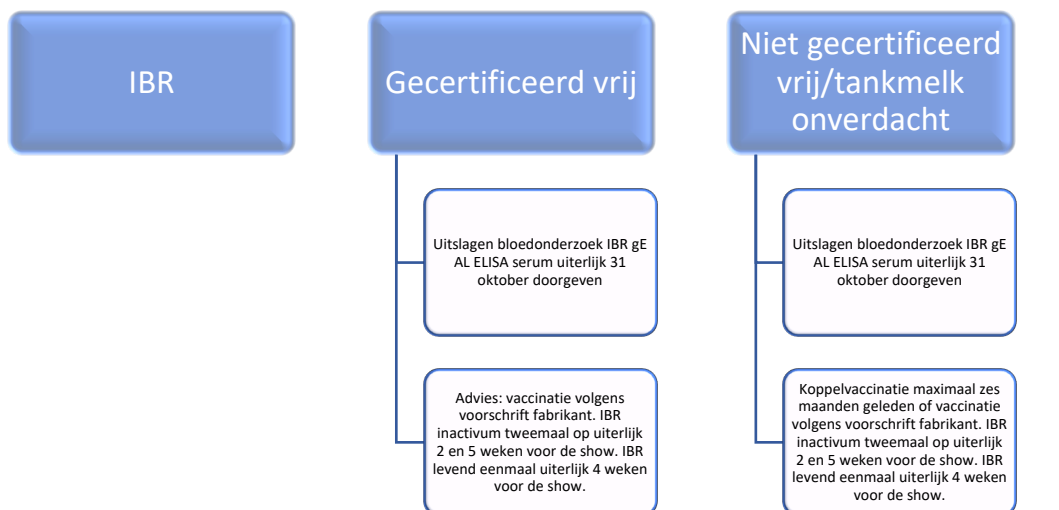 IBR
Gecertificeerd vrij
Niet gecertificeerd
vrij/tankmelk
onverdacht
Uitslagen bloedonderzoek IBR gE
AL ELISA serum uiterlijk 31
oktober doorgeven
Advies: vaccinatie volgens
voorschrift fabrikant. IBR
inactivum tweemaal op uiterlijk
2 en 5 weken voor de show. IBR
levend eenmaal uiterlijk 4 weken
voor de show.
Uitslagen bloedonderzoek IBR gE
AL ELISA serum uiterlijk 31
oktober doorgeven
Koppelvaccinatie maximaal zes
maanden geleden of vaccinatie
volgens voorschrift fabrikant. IBR
inactivum tweemaal op uiterlijk
2 en 5 weken voor de show. IBR
levend eenmaal uiterlijk 4 weken
voor de show.